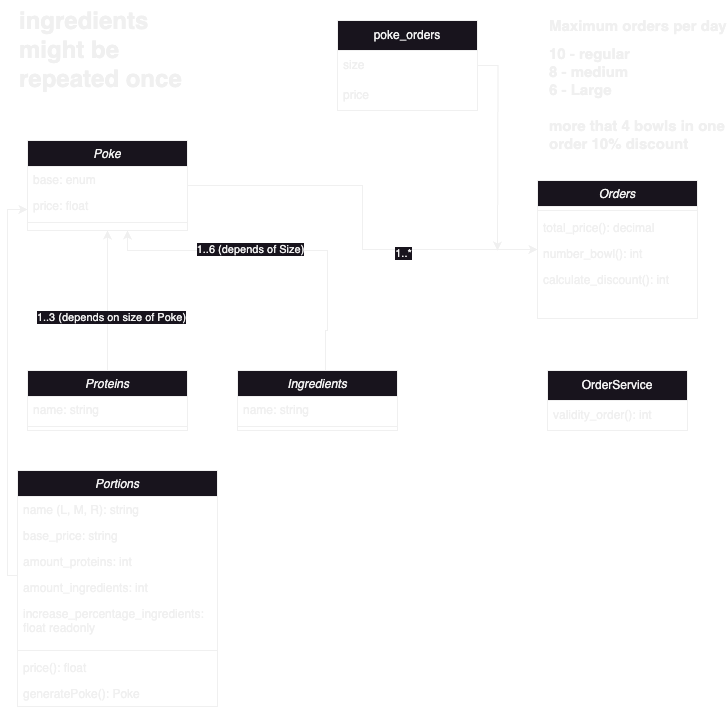 ingredients
might be
repeated once
poke_orders
size
price
Maximum orders per day
10 - regular
8 - medium
6 - Large
more that 4 bowls in one
order 10% discount
Poke
base: enum
price: float
Orders
total_price(): decimal
number_bowl(): int
calculate_discount(): int
1..6 (depends of Size)
1..*
1..3 (depends on size of Poke)
Proteins
name: string
Ingredients
name: string
OrderService
validity_order(): int
Portions
name (L, M, R): string
base_price: string
amount_proteins: int
amount_ingredients: int
increase_percentage_ingredients:
float readonly
price(): float
generatePoke(): Poke